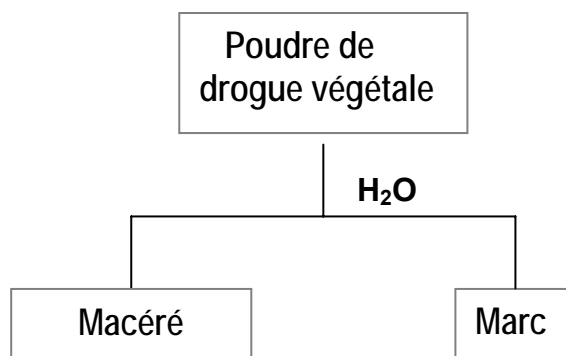 Poudre de
drogue végétale
H₂O
Macéré
Marc